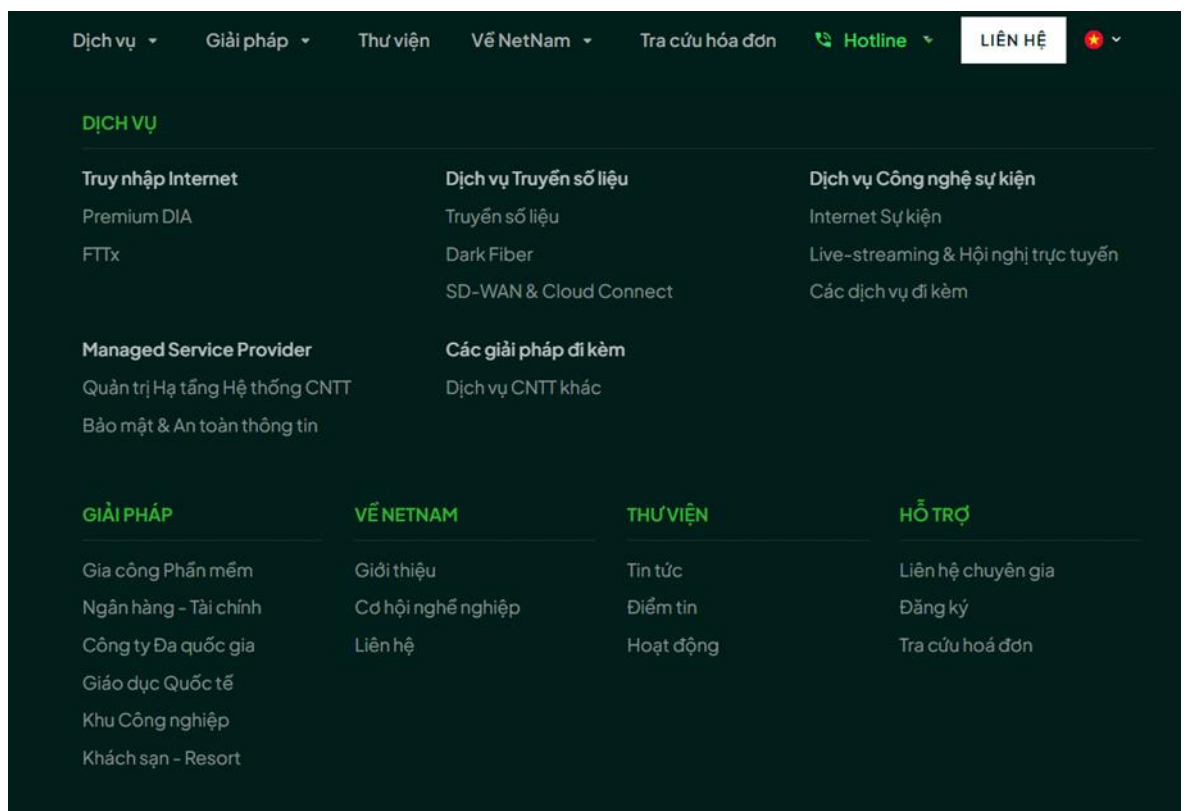 Dịch vụ Giải pháp Thư viện Về NetNam Tra cứu hóa đơn Hotline LIÊN HỆ
DỊCH VỤ
Truy nhập Internet
Premium DIA
FTTx
Dịch vụ Truyền số liệu
Truyền số liệu
Dark Fiber
SD-WAN & Cloud Connect
Dịch vụ Công nghệ sự kiện
Internet Sự kiện
Live-streaming & Hội nghị trực tuyến
Các dịch vụ đi kèm
Managed Service Provider
Quản trị Hạ tầng Hệ thống CNTT
Bảo mật & An toàn thông tin
Các giải pháp đi kèm
Dịch vụ CNTT khác
GIẢI PHÁP
Gia công Phần mềm
Ngân hàng - Tài chính
Công ty Đa quốc gia
Giáo dục Quốc tế
Khu Công nghiệp
Khách sạn - Resort
VỀ NETNAM
Giới thiệu
Cơ hội nghề nghiệp
Liên hệ
THƯ VIỆN
Tin tức
Điểm tin
Hoạt động
HỖ TRỢ
Liên hệ chuyên gia
Đăng ký
Tra cứu hoá đơn